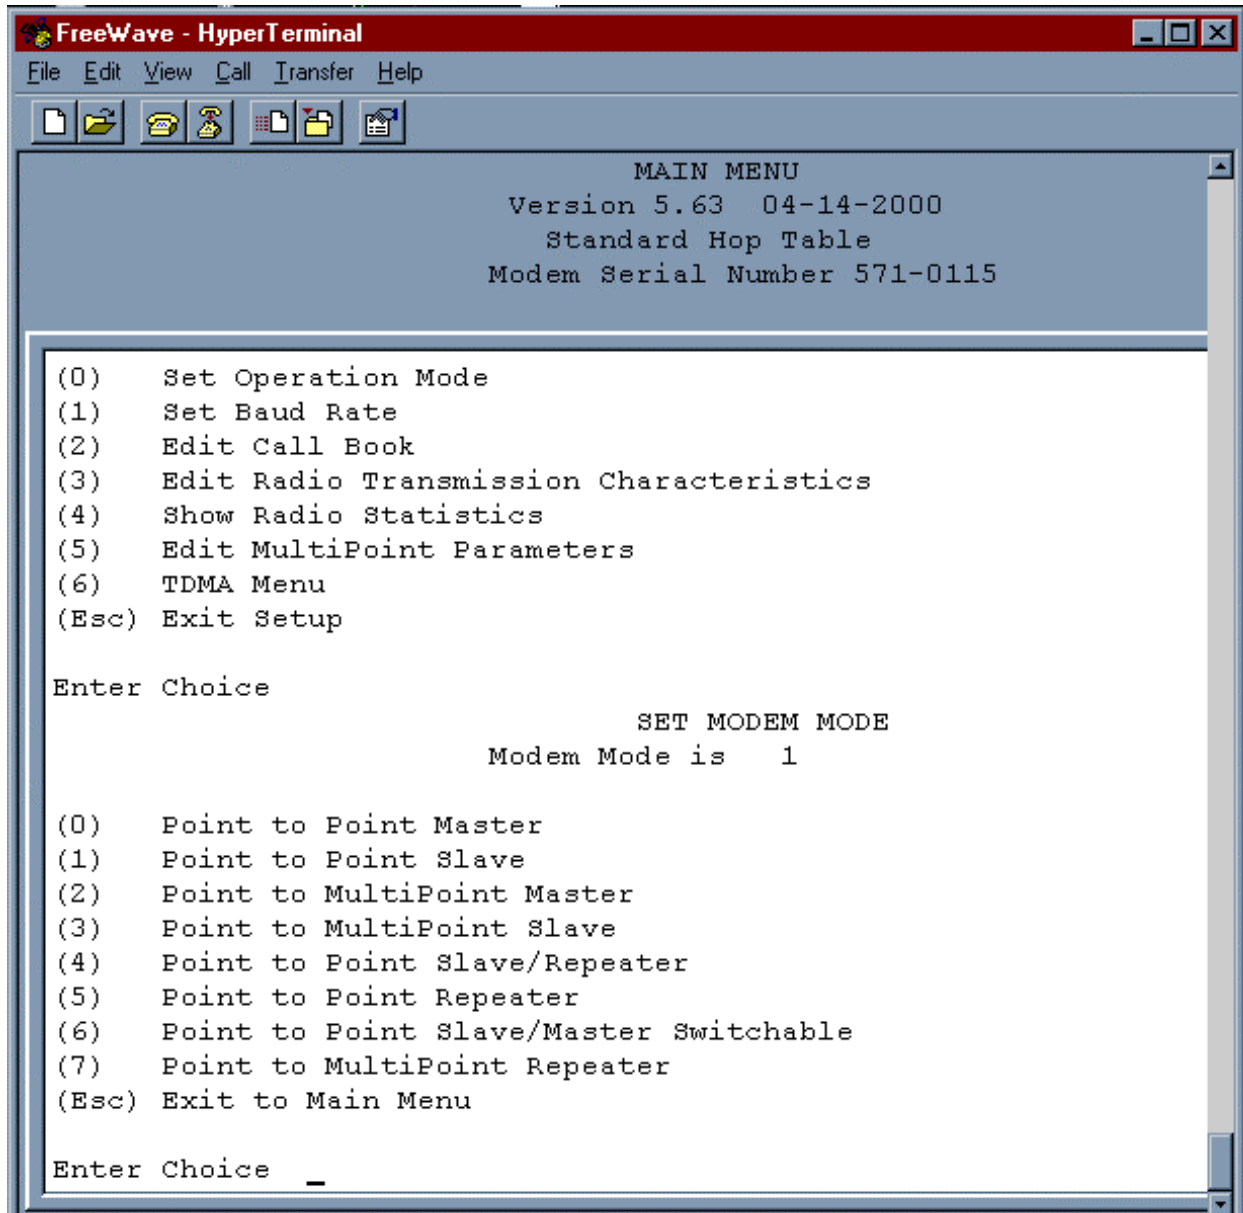 FreeWave - HyperTerminal
File Edit View Call Transfer Help
MAIN MENU
Version 5.63 04-14-2000
Standard Hop Table
Modem Serial Number 571-0115
(0) Set Operation Mode
(1) Set Baud Rate
(2) Edit Call Book
(3) Edit Radio Transmission Characteristics
(4) Show Radio Statistics
(5) Edit MultiPoint Parameters
(6) TDMA Menu
(Esc) Exit Setup
Enter Choice
SET MODEM MODE
Modem Mode is 1
(0) Point to Point Master
(1) Point to Point Slave
(2) Point to MultiPoint Master
(3) Point to MultiPoint Slave
(4) Point to Point Slave/Repeater
(5) Point to Point Repeater
(6) Point to Point Slave/Master Switchable
(7) Point to MultiPoint Repeater
(Esc) Exit to Main Menu
Enter Choice _